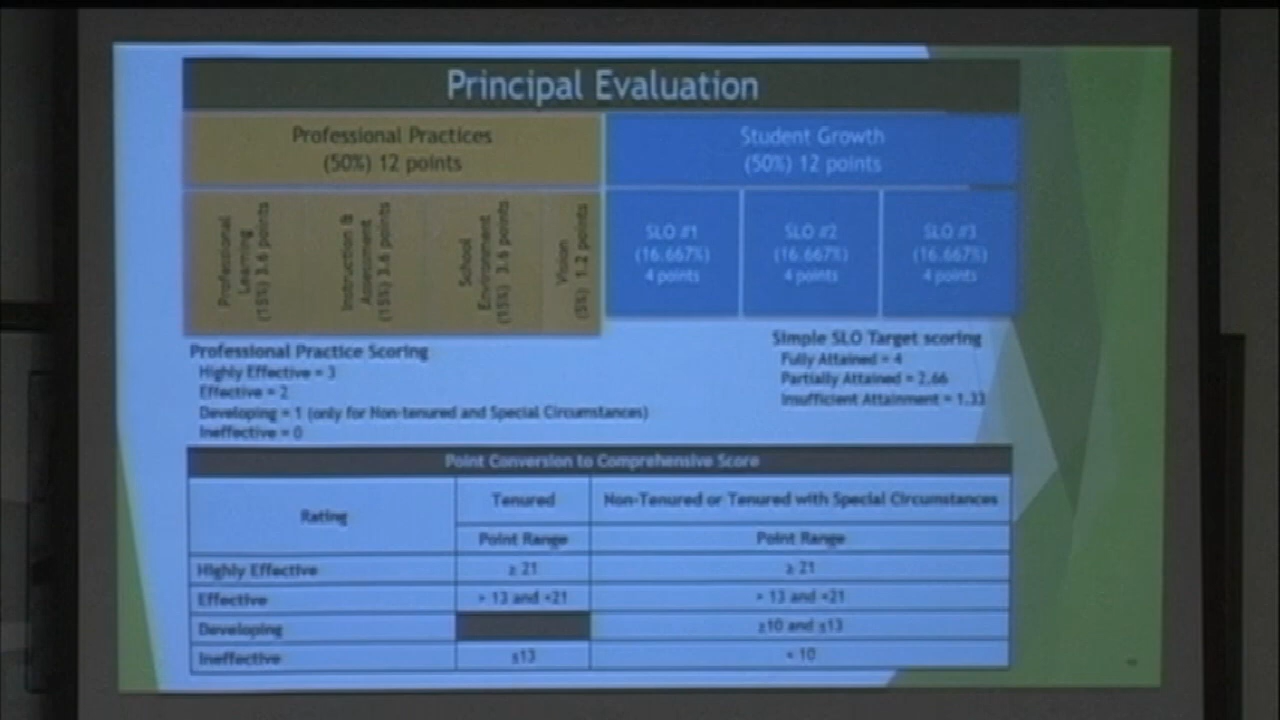 Principal Evaluation
Professional Practices
(50%) 12 points
Student Growth
(50%) 12 points
Professional
Learning
(15%) 3.6 points
Instruction &
Assessment
(15%) 3.6 points
School
Environment
(15%) 3.6 points
Vision
(5%) 1.2 points
SLO #1
(16.667%)
4 points
SLO #2
(16.667%)
4 points
SLO #3
(16.667%)
4 points
Professional Practice Scoring
Highly Effective = 3
Effective = 2
Developing = 1 (only for Non-tenured and Special Circumstances)
Ineffective = 0
Simple SLO Target scoring
Fully Attained = 4
Partially Attained = 2.66
Insufficient Attainment = 1.33
Point Conversion to Comprehensive Score
Rating
Tenured
Non-Tenured or Tenured with Special Circumstances
Point Range
Point Range
Highly Effective
≥ 21
≥ 21
Effective
> 13 and <21
> 13 and <21
Developing
≥10 and ≤13
Ineffective
≤13
< 10